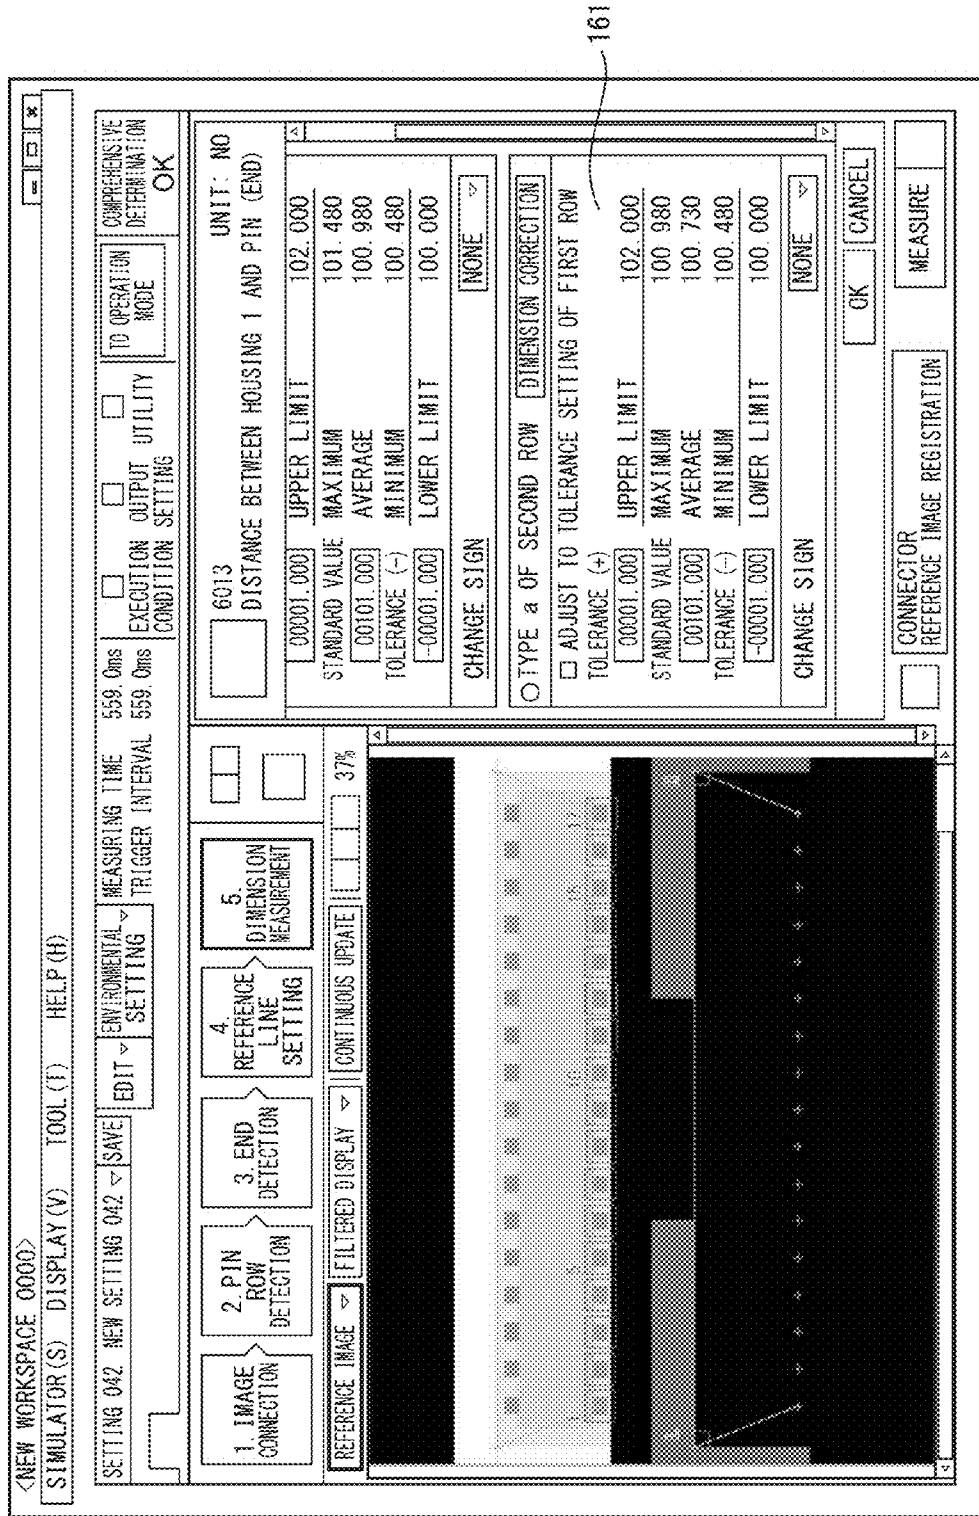 <NEW WORKSPACE 0000>
SIMULATOR(S) DISPLAY(V) TOOL(T) HELP(H)
SETTING 042 NEW SETTING 042 SAVE
EDIT
ENVIRONMENTAL
SETTING
MEASURING TIME 559.0ms
TRIGGER INTERVAL 559.0ms
EXECUTION
CONDITION
OUTPUT
SETTING
UTILITY
TO OPERATION
MODE
COMPREHENSIVE
DETERMINATION
OK
1. IMAGE
CONNECTION
2. PIN
ROW
DETECTION
3. END
DETECTION
4.
REFERENCE
LINE
SETTING
5.
DIMENSION
MEASUREMENT
REFERENCE IMAGE
FILTERED DISPLAY
CONTINUOUS UPDATE
37%
6013
UNIT: NO
DISTANCE BETWEEN HOUSING 1 AND PIN (END)
00001.000
STANDARD VALUE
00101.000
TOLERANCE (-)
-00001.000
UPPER LIMIT 102.000
MAXIMUM 101.480
AVERAGE 100.980
MINIMUM 100.480
LOWER LIMIT 100.000
CHANGE SIGN NONE
TYPE a OF SECOND ROW DIMENSION CORRECTION
ADJUST TO TOLERANCE SETTING OF FIRST ROW
TOLERANCE (+)
00001.000
STANDARD VALUE
00101.000
TOLERANCE (-)
-00001.000
UPPER LIMIT 102.000
MAXIMUM 100.980
AVERAGE 100.730
MINIMUM 100.480
LOWER LIMIT 100.000
CHANGE SIGN NONE
OK CANCEL
CONNECTOR
REFERENCE IMAGE REGISTRATION
MEASURE
161